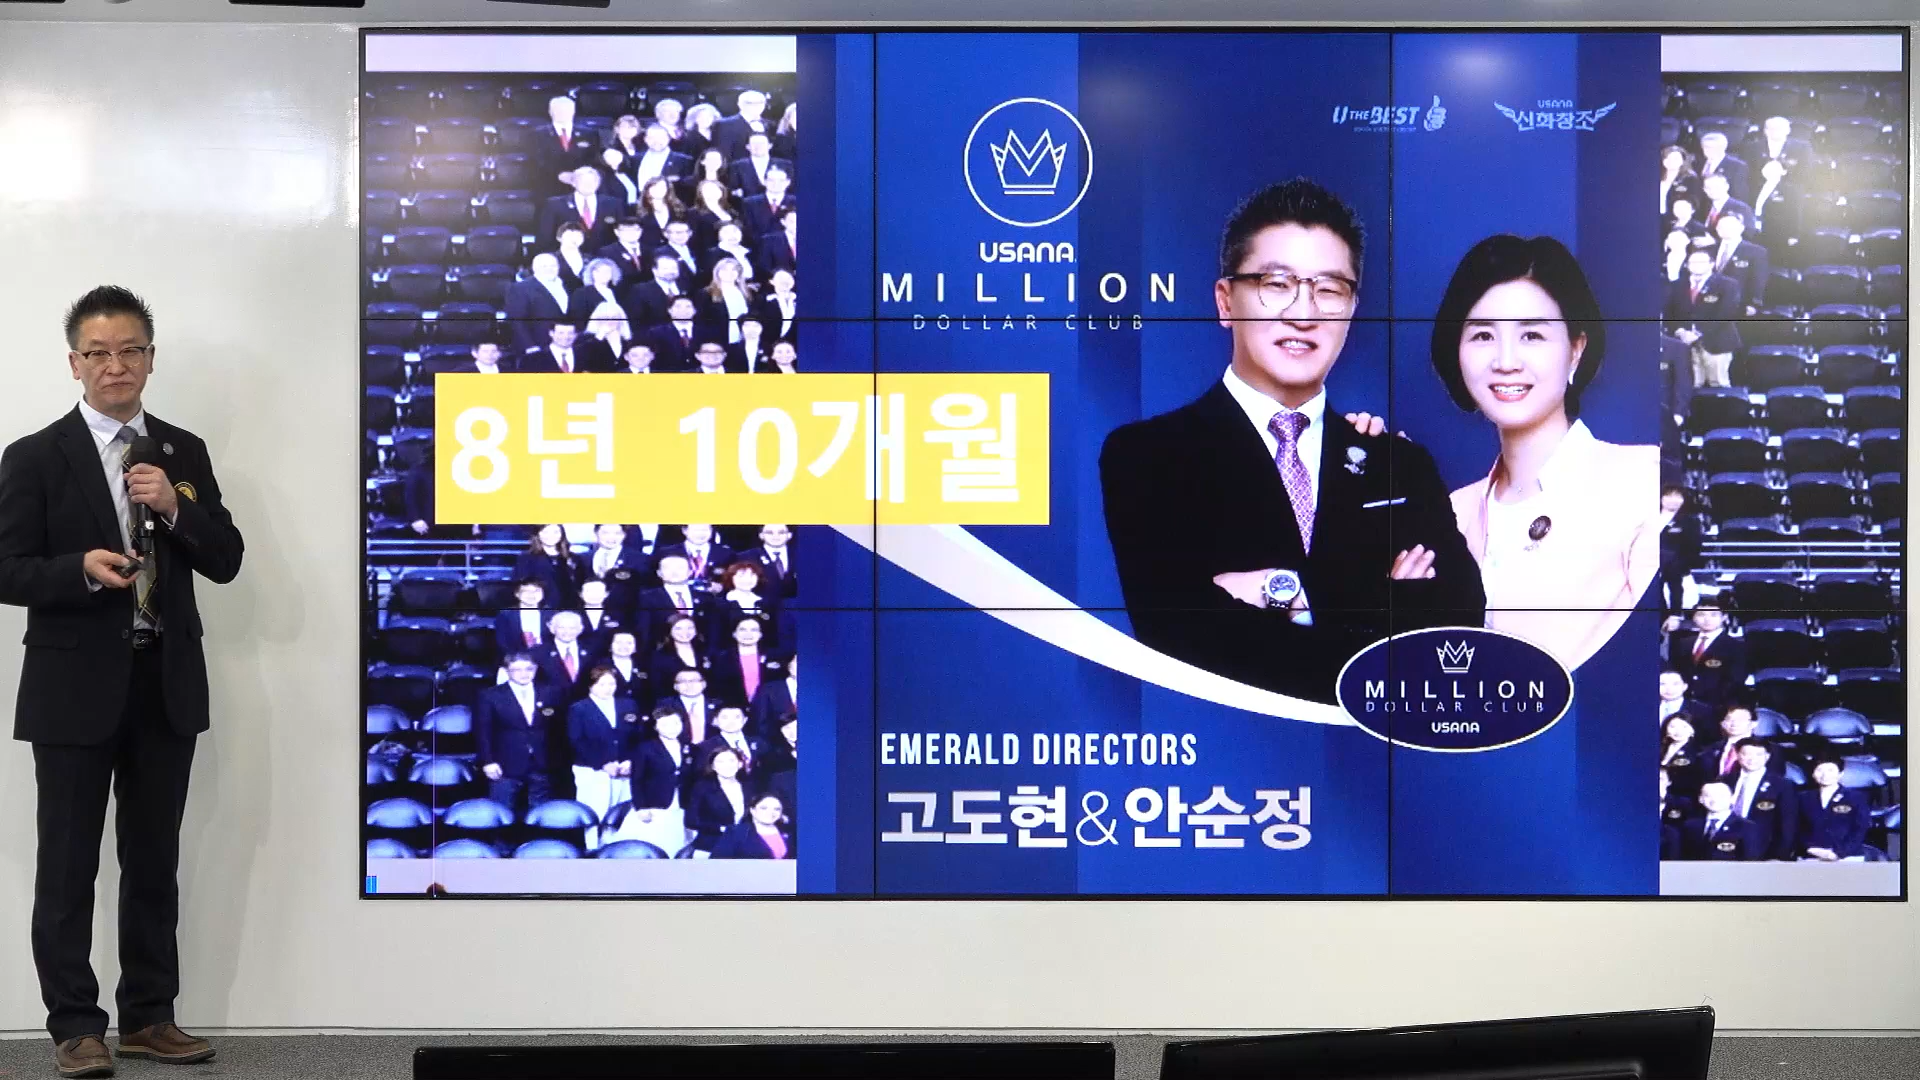 U THE BEST
USANA
신화창조
USANA
MILLION
DOLLAR CLUB
8년 10개월
MILLION
DOLLAR CLUB
USANA
EMERALD DIRECTORS
고도현&안순정